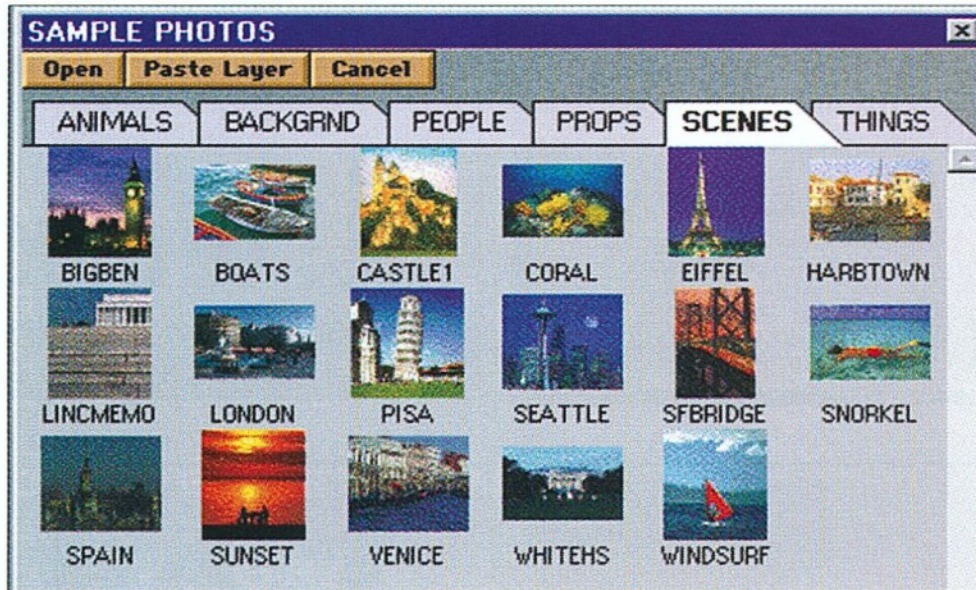 SAMPLE PHOTOS
Open Paste Layer Cancel
ANIMALS BACKGRND PEOPLE PROPS SCENES THINGS
BIGBEN BOATS CASTLE1 CORAL EIFFEL HARBTOWN
LINCMEMO LONDON PISA SEATTLE SFBRIDGE SNORKEL
SPAIN SUNSET VENICE WHITEHS WINDSURF